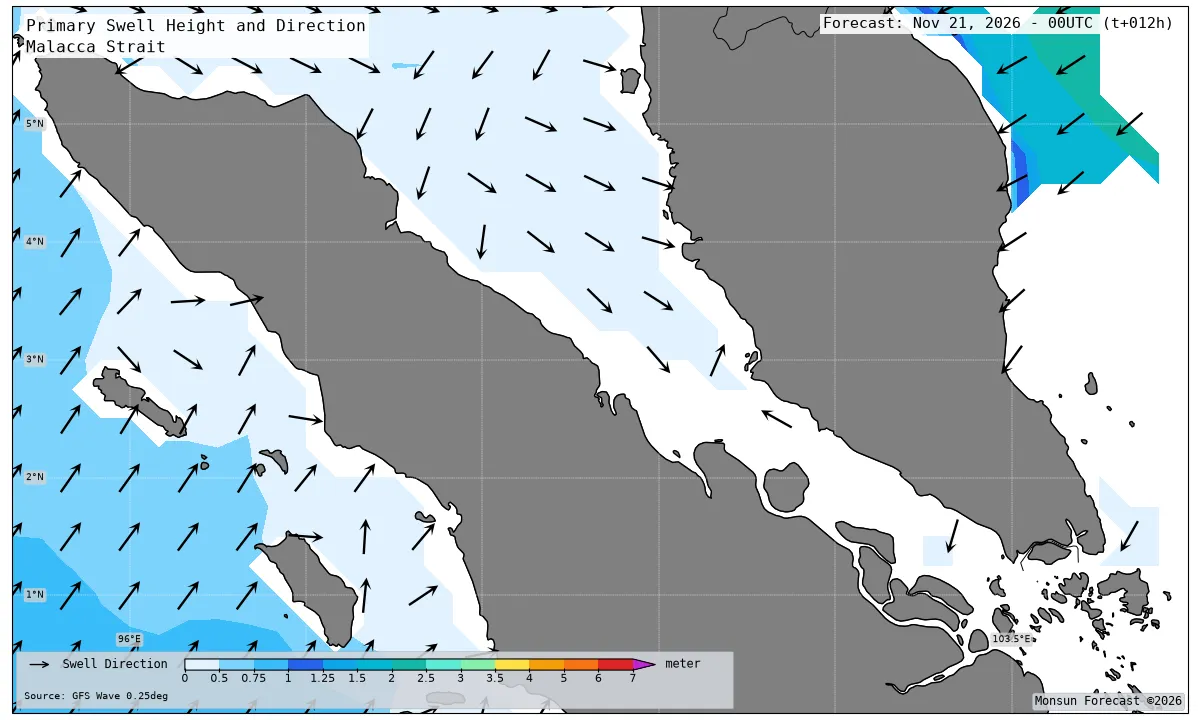 Primary Swell Height and Direction
Malacca Strait
Forecast: Nov 21, 2026 - 00UTC (t+012h)
5°N
4°N
3°N
2°N
1°N
96°E
103.5°E
Swell Direction
meter
0 0.5 0.75 1 1.25 1.5 2 2.5 3 3.5 4 5 6 7
Source: GFS Wave 0.25deg
Monsun Forecast ©2026